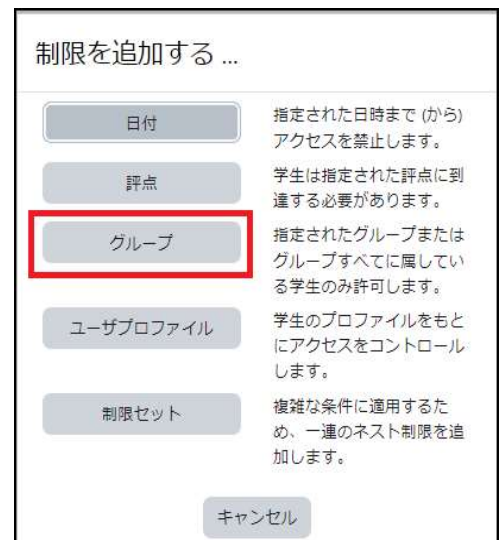 制限を追加する ...
日付
指定された日時まで (から)
アクセスを禁止します。
評点
学生は指定された評点に到
達する必要があります。
グループ
指定されたグループまたは
グループすべてに属してい
る学生のみ許可します。
ユーザプロファイル
学生のプロファイルをもと
にアクセスをコントロール
します。
制限セット
複雑な条件に適用するた
め、一連のネスト制限を追
加します。
キャンセル